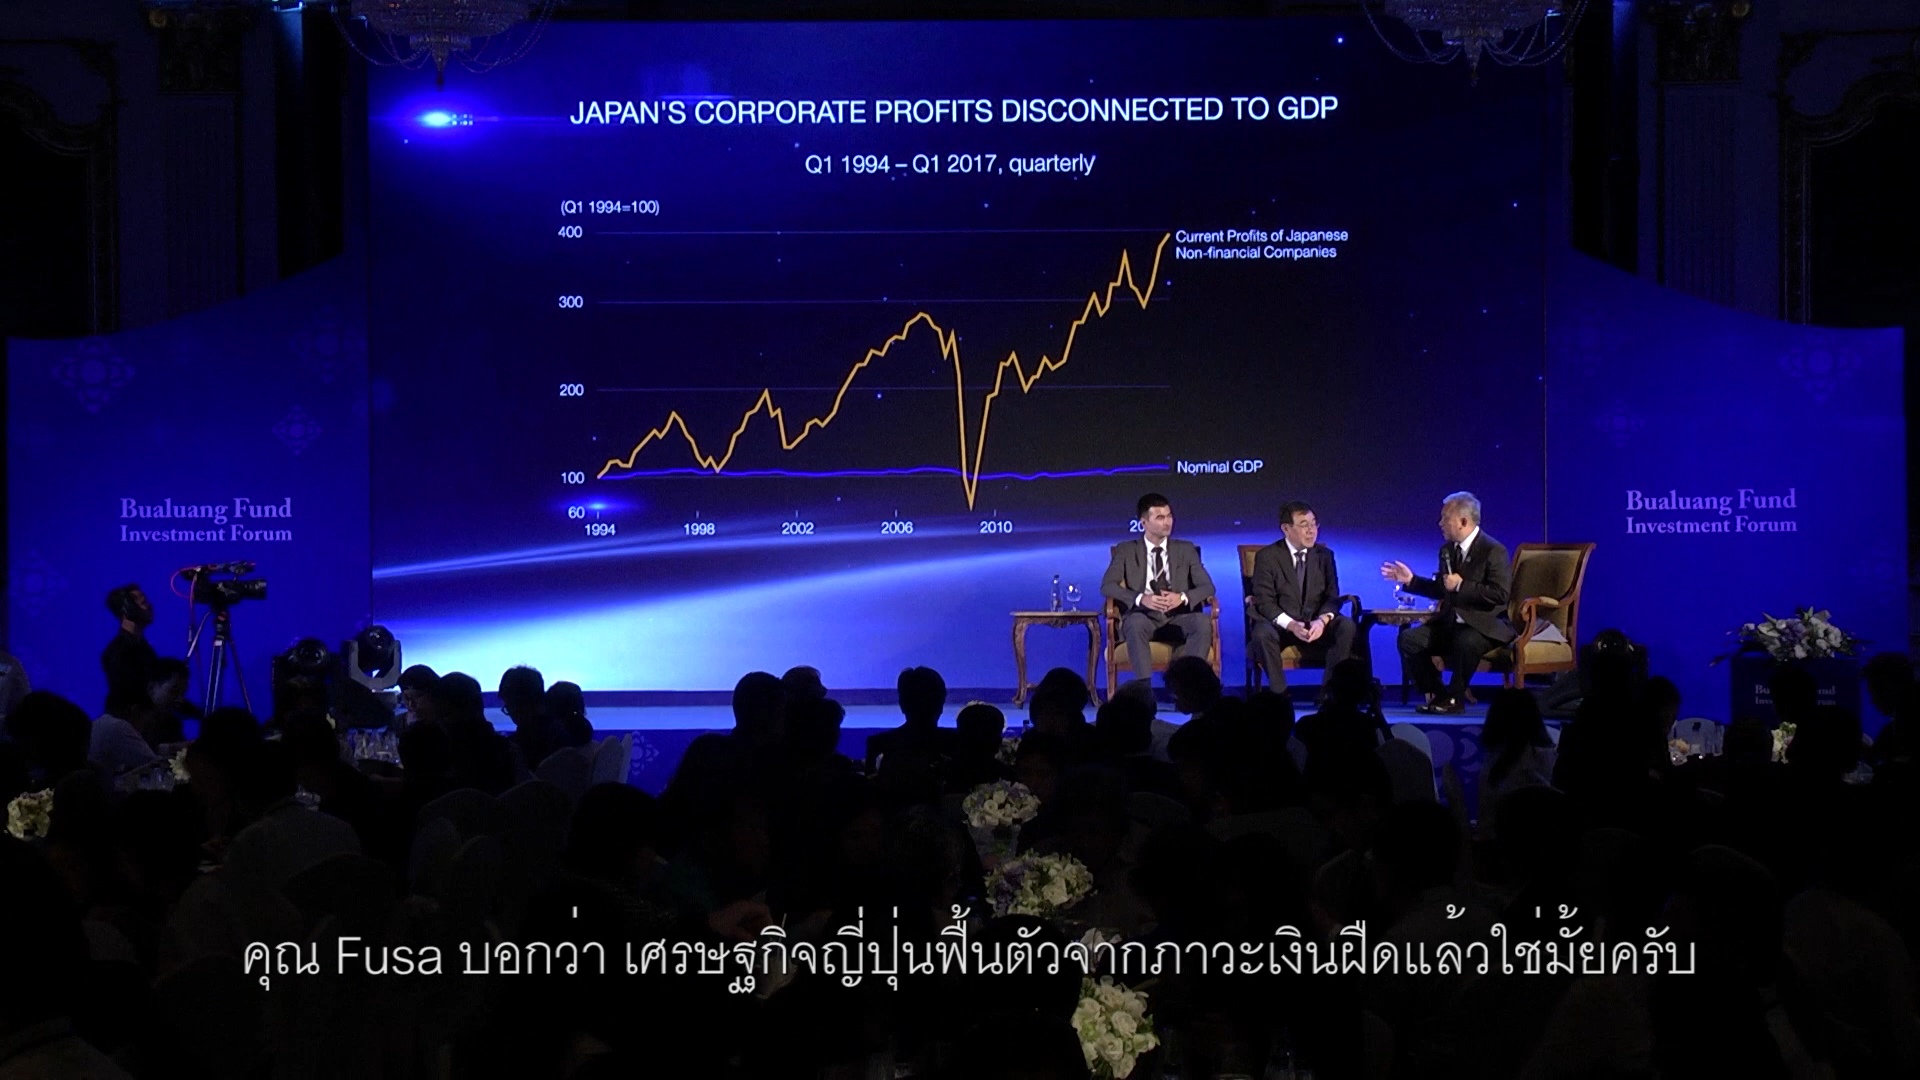 JAPAN'S CORPORATE PROFITS DISCONNECTED TO GDP
Q1 1994 – Q1 2017, quarterly
(Q1 1994=100)
400
300
200
100
60
Current Profits of Japanese
Non-financial Companies
Nominal GDP
1994
1998
2002
2006
2010
20
Bualuang Fund
Investment Forum
Bualuang Fund
Investment Forum
คุณ Fusa บอกว่า เศรษฐกิจญี่ปุ่นฟื้นตัวจากภาวะเงินฝืดแล้วใช่มั้ยครับ